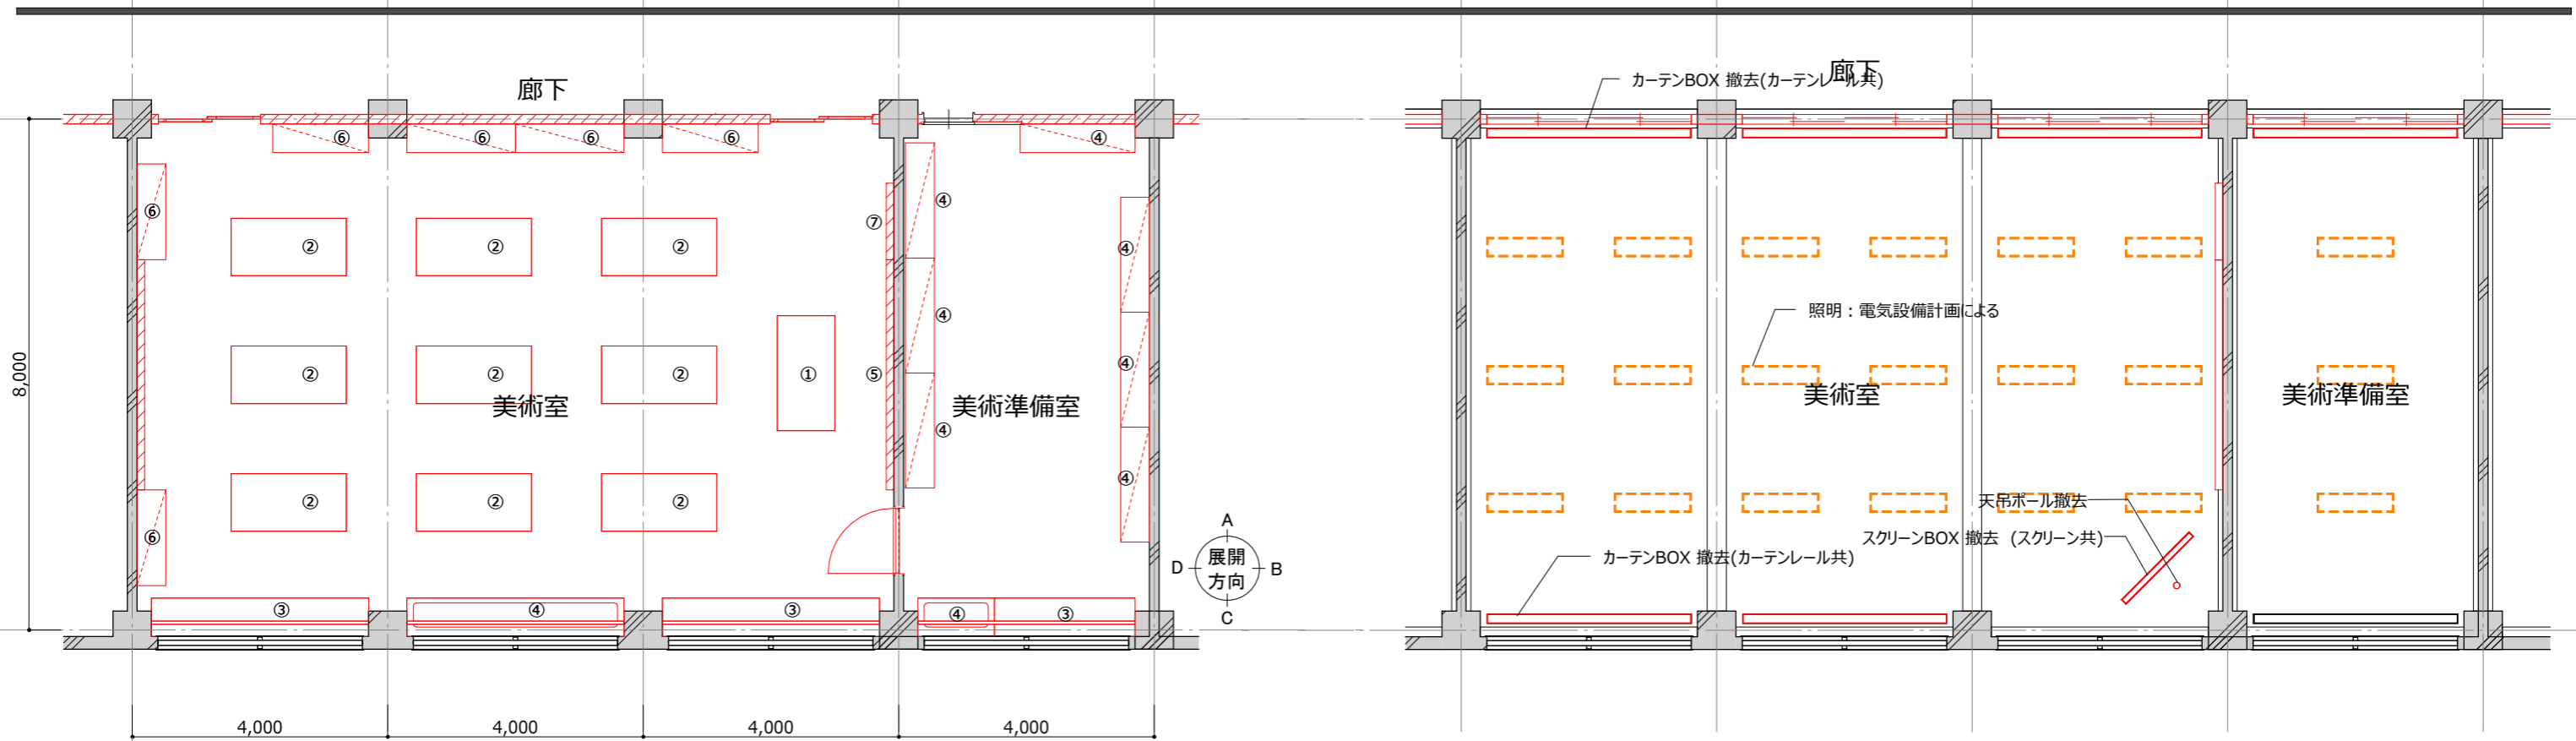 廊下
⑥
⑥
⑥
⑥
④
⑥
④
⑦
②
②
②
④
④
8,000
②
②
②
①
⑤
④
美術室
美術準備室
④
④
②
②
②
④
⑥
③
④
③
④
③
4,000
4,000
4,000
4,000
A
D
展開
方向
B
C
廊下
カーテンBOX 撤去(カーテンレール共)
照明：電気設備計画による
美術室
美術準備室
天吊ポール撤去
スクリーンBOX 撤去 (スクリーン共)
カーテンBOX 撤去(カーテンレール共)